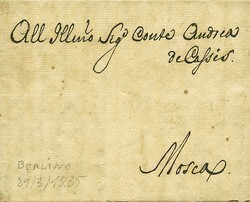 All Illmo Sigr Conte Andrea
de Cassis.
Mosca
BERLINO
29/3/1835